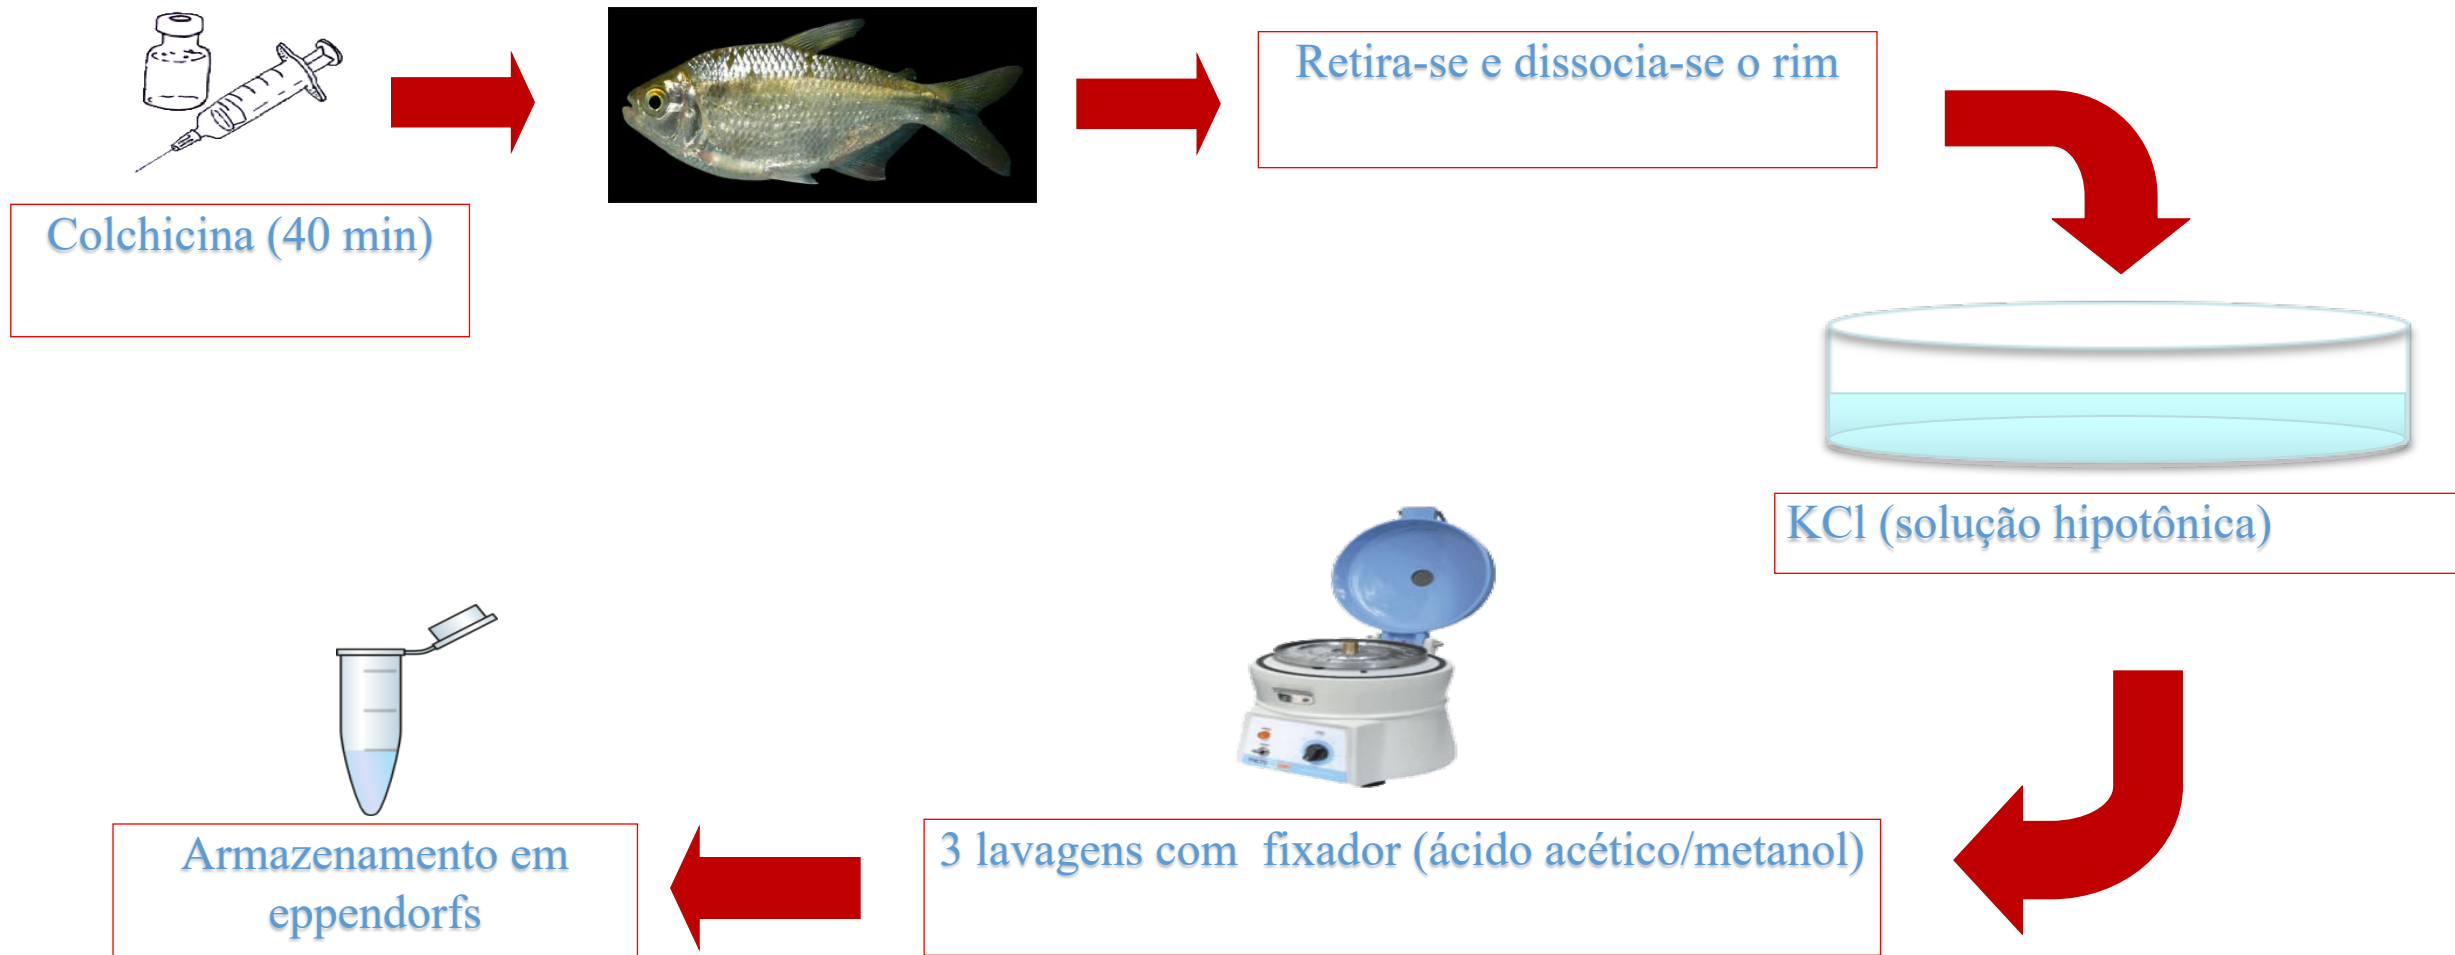 Colchicina (40 min)
Retira-se e dissocia-se o rim
KCl (solução hipotônica)
3 lavagens com  fixador (ácido acético/metanol)
Armazenamento em
eppendorfs